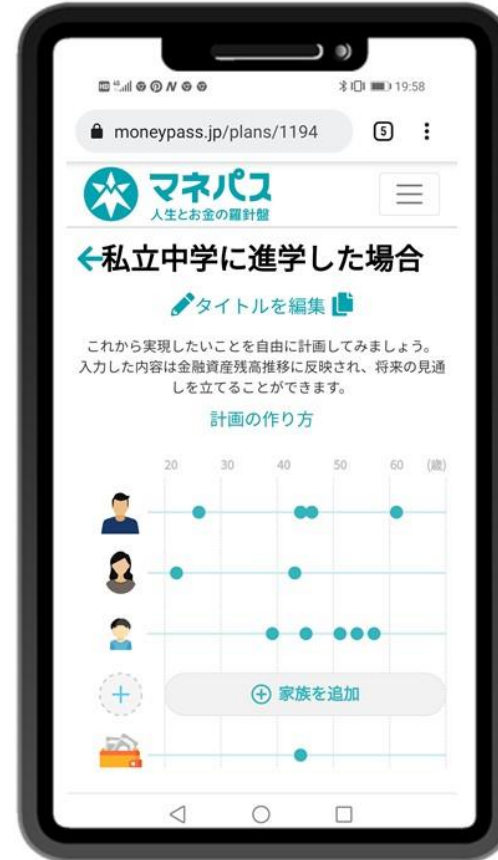 19:58
moneypass.jp/plans/1194
5
マネパス
人生とお金の羅針盤
←私立中学に進学した場合
タイトルを編集
これから実現したいことを自由に計画してみましょう。
入力した内容は金融資産残高推移に反映され、将来の見通
しを立てることができます。
計画の作り方
20 30 40 50 60 (歳)
家族を追加